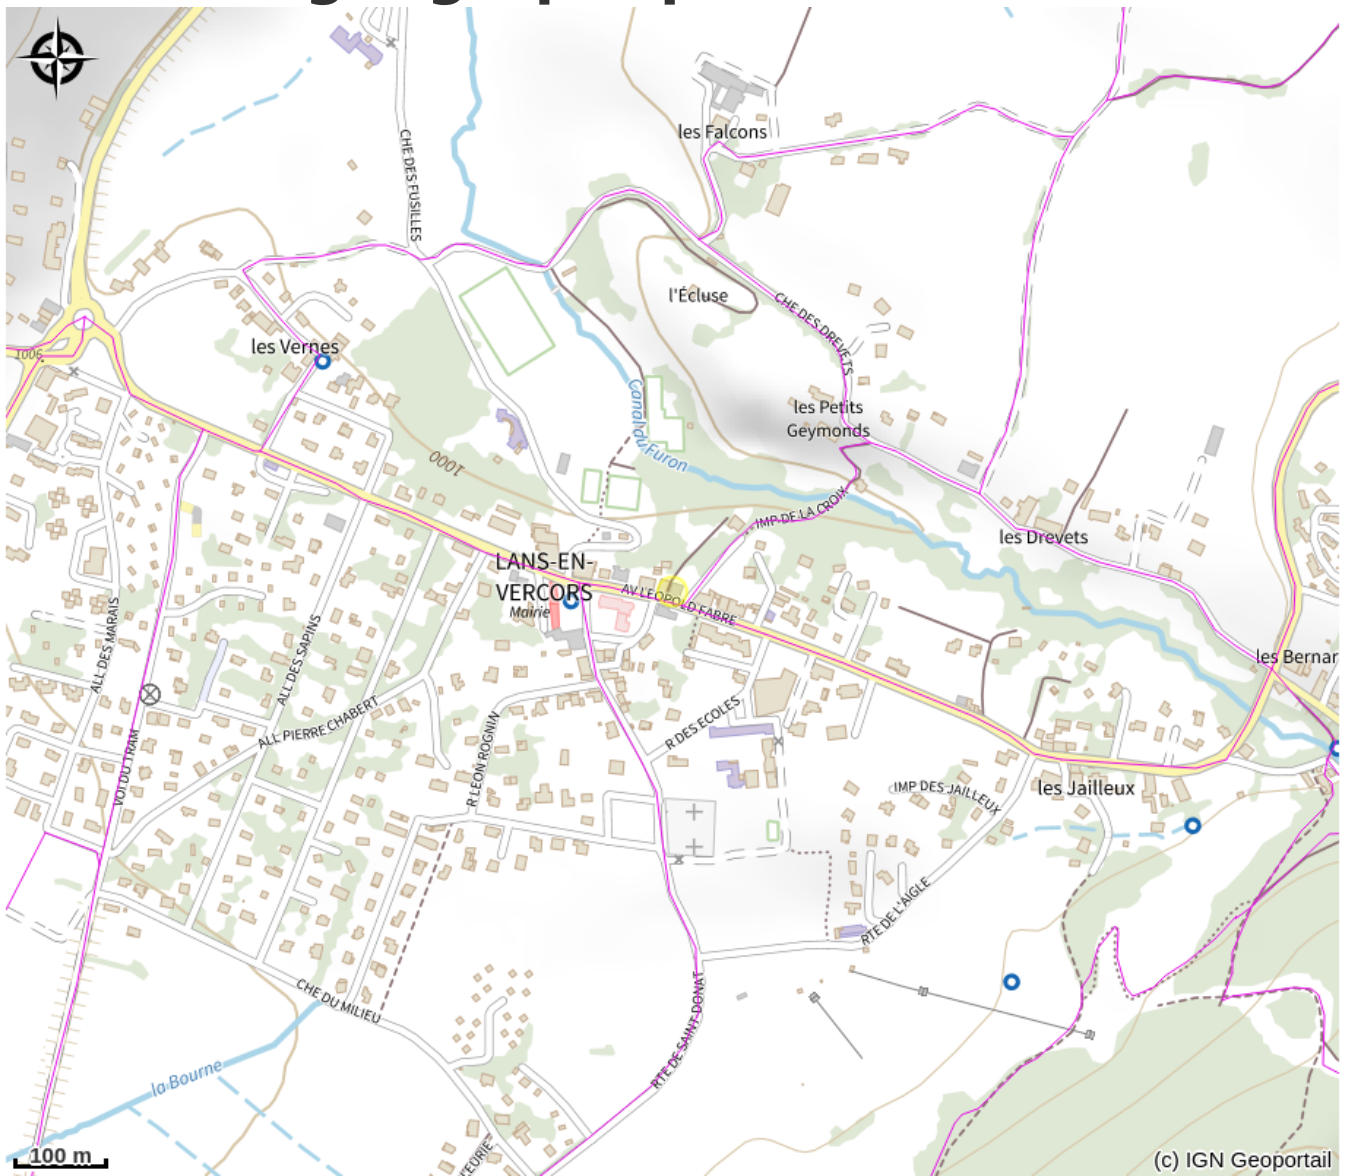 les Falcons
CHE DES FUSILLES
l'Écluse
CHE DES DREVETS
les Vernes
1006
Canal du Furon
les Petits
Geymonds
1000
IMP DE LA CROIX
les Drevets
LANS-EN-
VERCORS
Mairie
AV LEOPOLD FABRE
ALL DES MARAIS
ALL DES SAPINS
les Bernar
ALL PIERRE CHABERT
R DES ECOLES
R LEON ROGNIN
VOI DU TRAM
IMP DES JAILLEUX
les Jailleux
RTE DE L'AIGLE
CHE DU MILIEU
RTE DE SAINT-DONAT
la Bourne
LEURIE
100 m
(c) IGN Geoportail